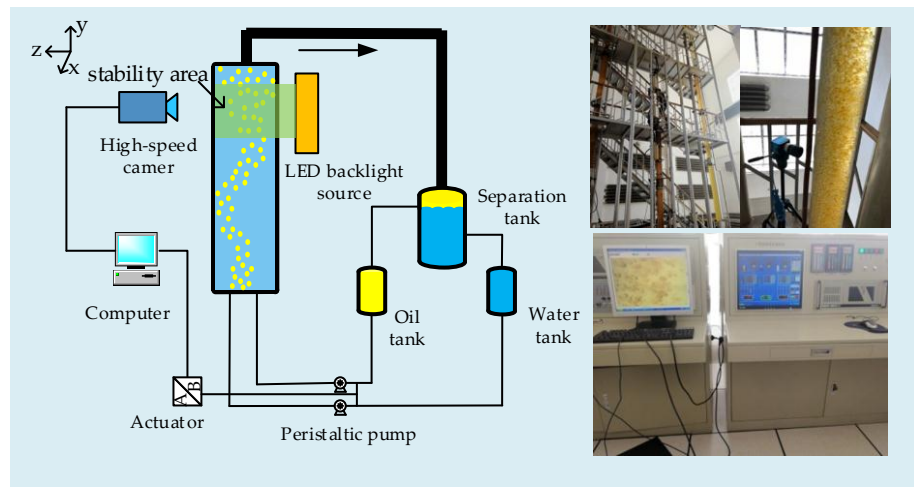 y
z
x
stability area
High-speed
camer
LED backlight
source
Separation
tank
Computer
Oil
tank
Water
tank
A
B
Actuator
Peristaltic pump